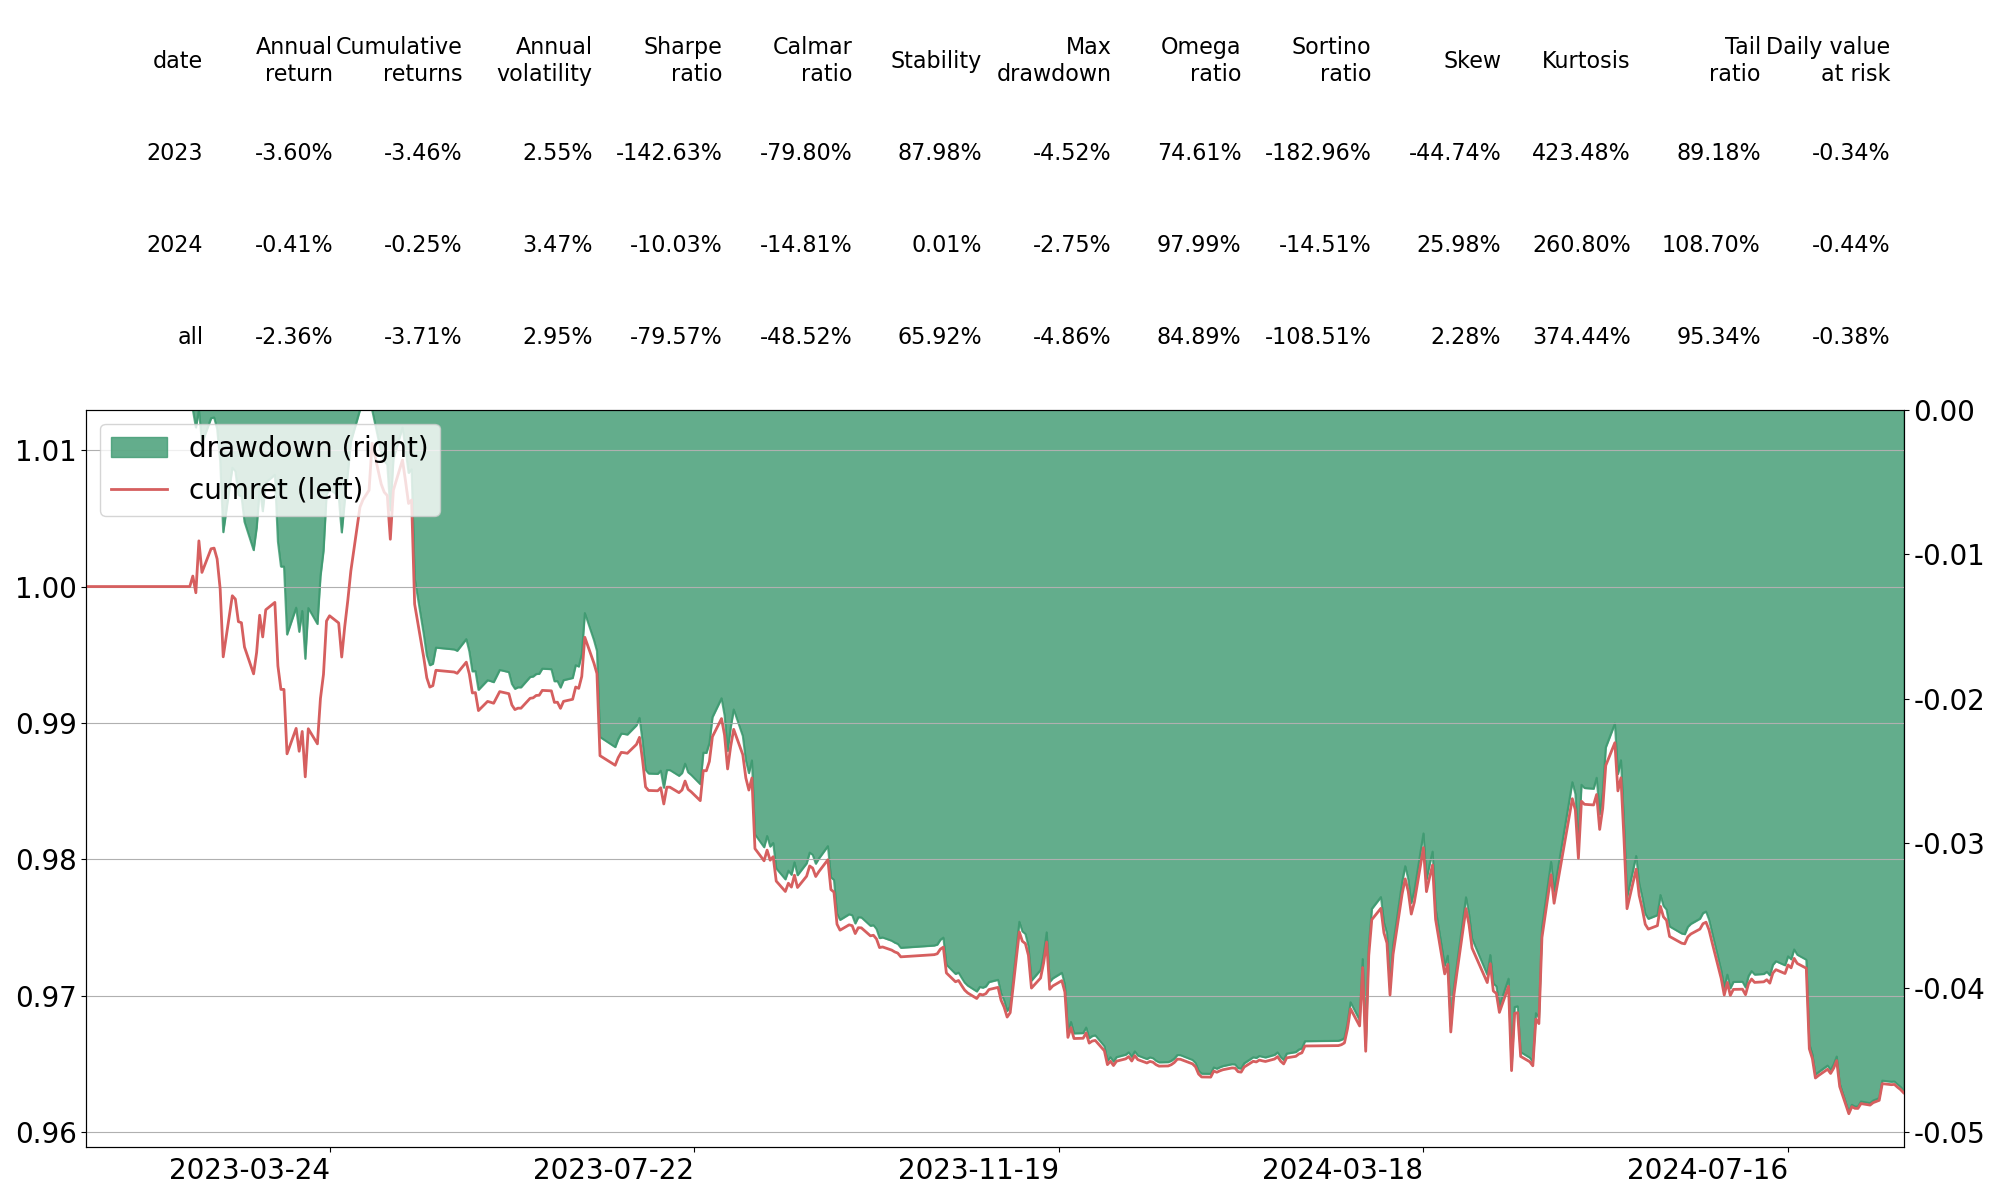 date Annual return Cumulative returns Annual volatility Sharpe ratio Calmar ratio Stability Max drawdown Omega ratio Sortino ratio Skew Kurtosis Tail ratio Daily value at risk
2023 -3.60% -3.46% 2.55% -142.63% -79.80% 87.98% -4.52% 74.61% -182.96% -44.74% 423.48% 89.18% -0.34%
2024 -0.41% -0.25% 3.47% -10.03% -14.81% 0.01% -2.75% 97.99% -14.51% 25.98% 260.80% 108.70% -0.44%
all -2.36% -3.71% 2.95% -79.57% -48.52% 65.92% -4.86% 84.89% -108.51% 2.28% 374.44% 95.34% -0.38%
drawdown (right)
cumret (left)
1.01
1.00
0.99
0.98
0.97
0.96
0.00
-0.01
-0.02
-0.03
-0.04
-0.05
2023-03-24 2023-07-22 2023-11-19 2024-03-18 2024-07-16